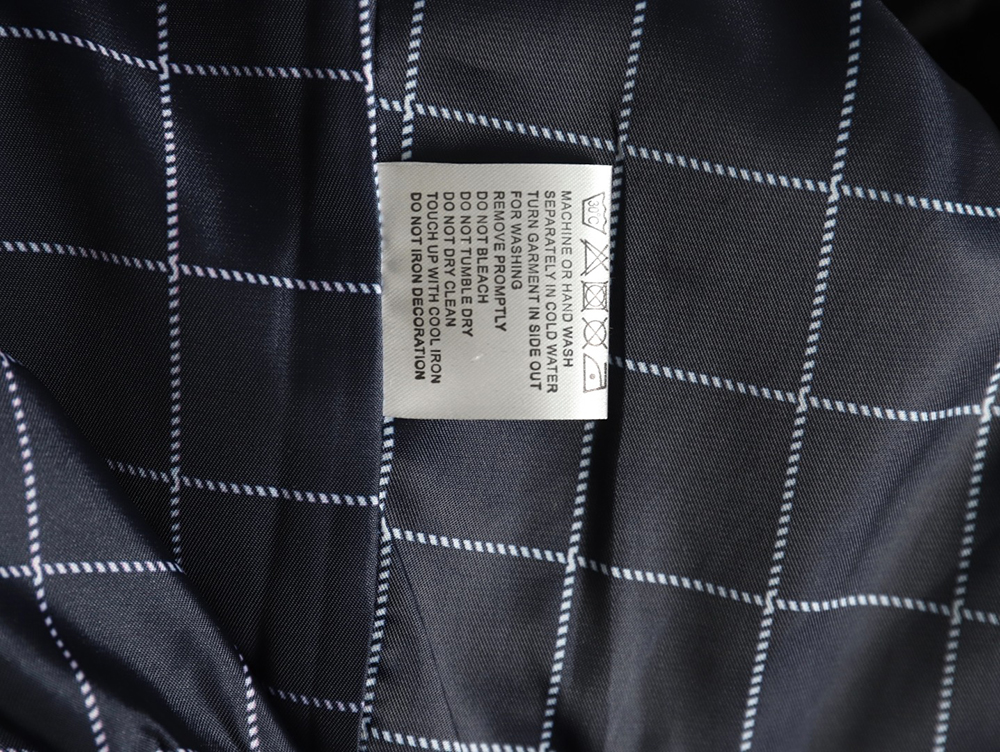 30°C
MACHINE OR HAND WASH
SEPARATELY IN COLD WATER
TURN GARMENT IN SIDE OUT
FOR WASHING
REMOVE PROMPTLY
DO NOT BLEACH
DO NOT TUMBLE DRY
DO NOT DRY CLEAN
TOUCH UP WITH COOL IRON
DO NOT IRON DECORATION